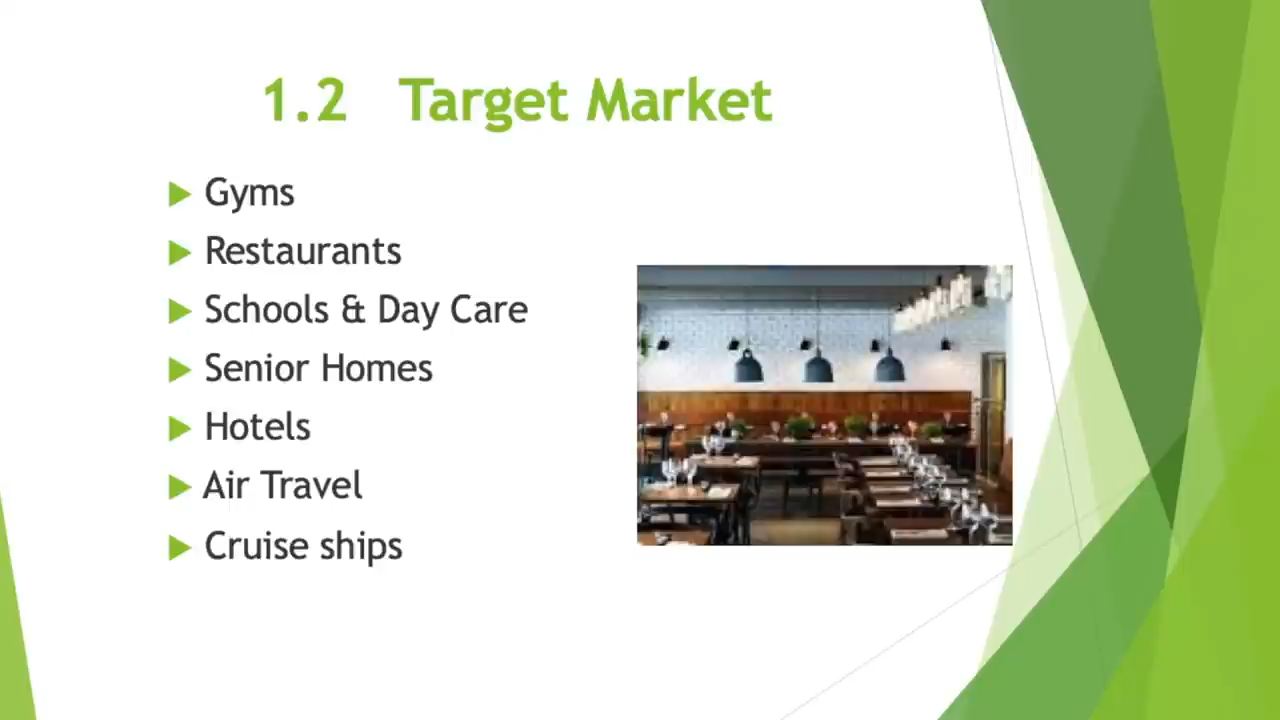 1.2 Target Market
Gyms
Restaurants
Schools & Day Care
Senior Homes
Hotels
Air Travel
Cruise ships